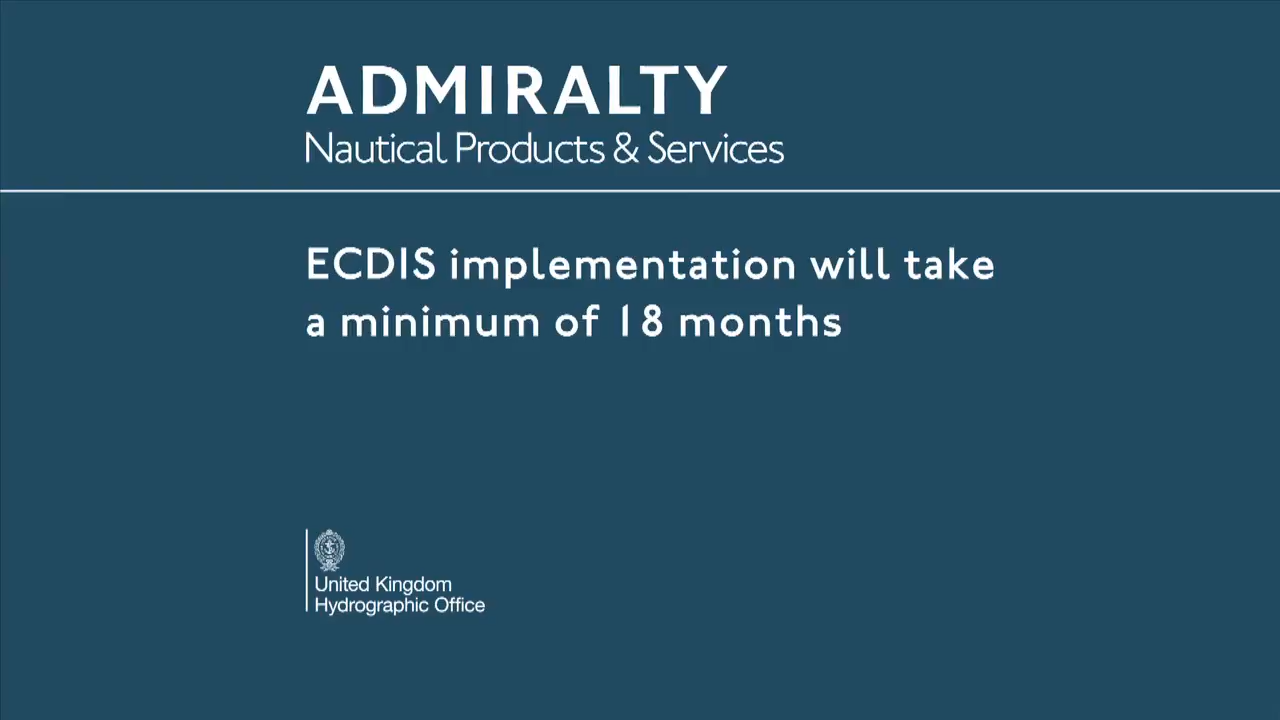 ADMIRALTY
Nautical Products & Services
ECDIS implementation will take
a minimum of 18 months
United Kingdom
Hydrographic Office